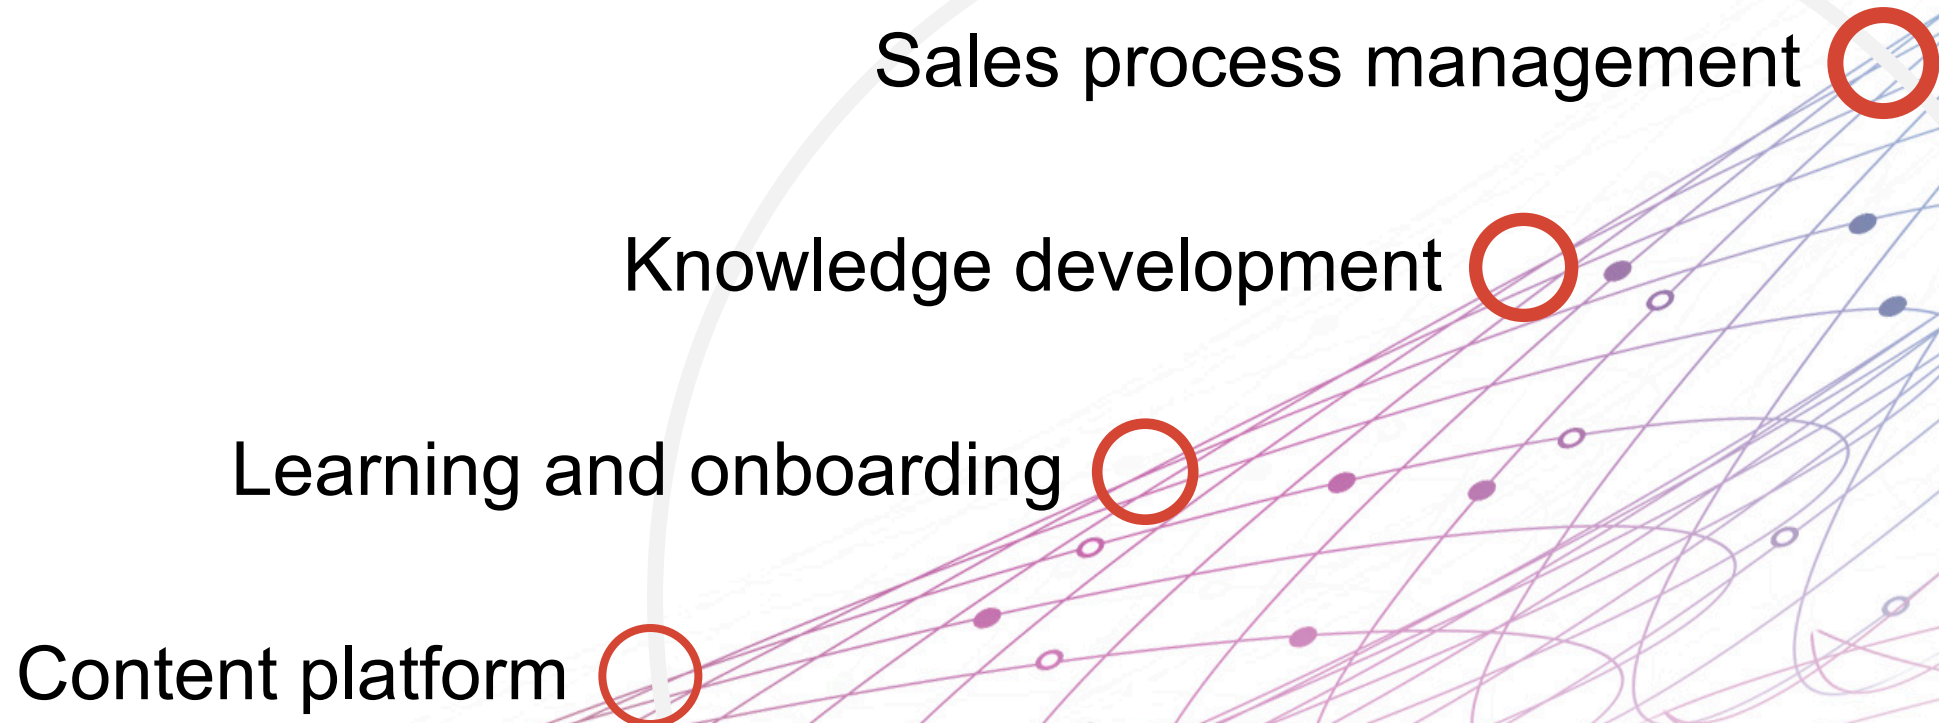 Sales process management
Knowledge development
Learning and onboarding
Content platform